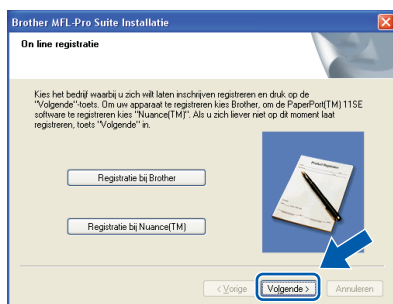 Brother MFL-Pro Suite Installatie
On line registratie
Kies het bedrijf waarbij u zich wilt laten inschrijven registreren en druk op de
"Volgende"-toets. Om uw apparaat te registreren kies Brother, om de PaperPort(TM) 11SE
software te registreren kies "Nuance(TM)". Als u zich liever niet op dit moment laat
registreren, toets "Volgende" in.
Registratie bij Brother
Registratie bij Nuance(TM)
Product Registration
< Vorige
Volgende >
Annuleren